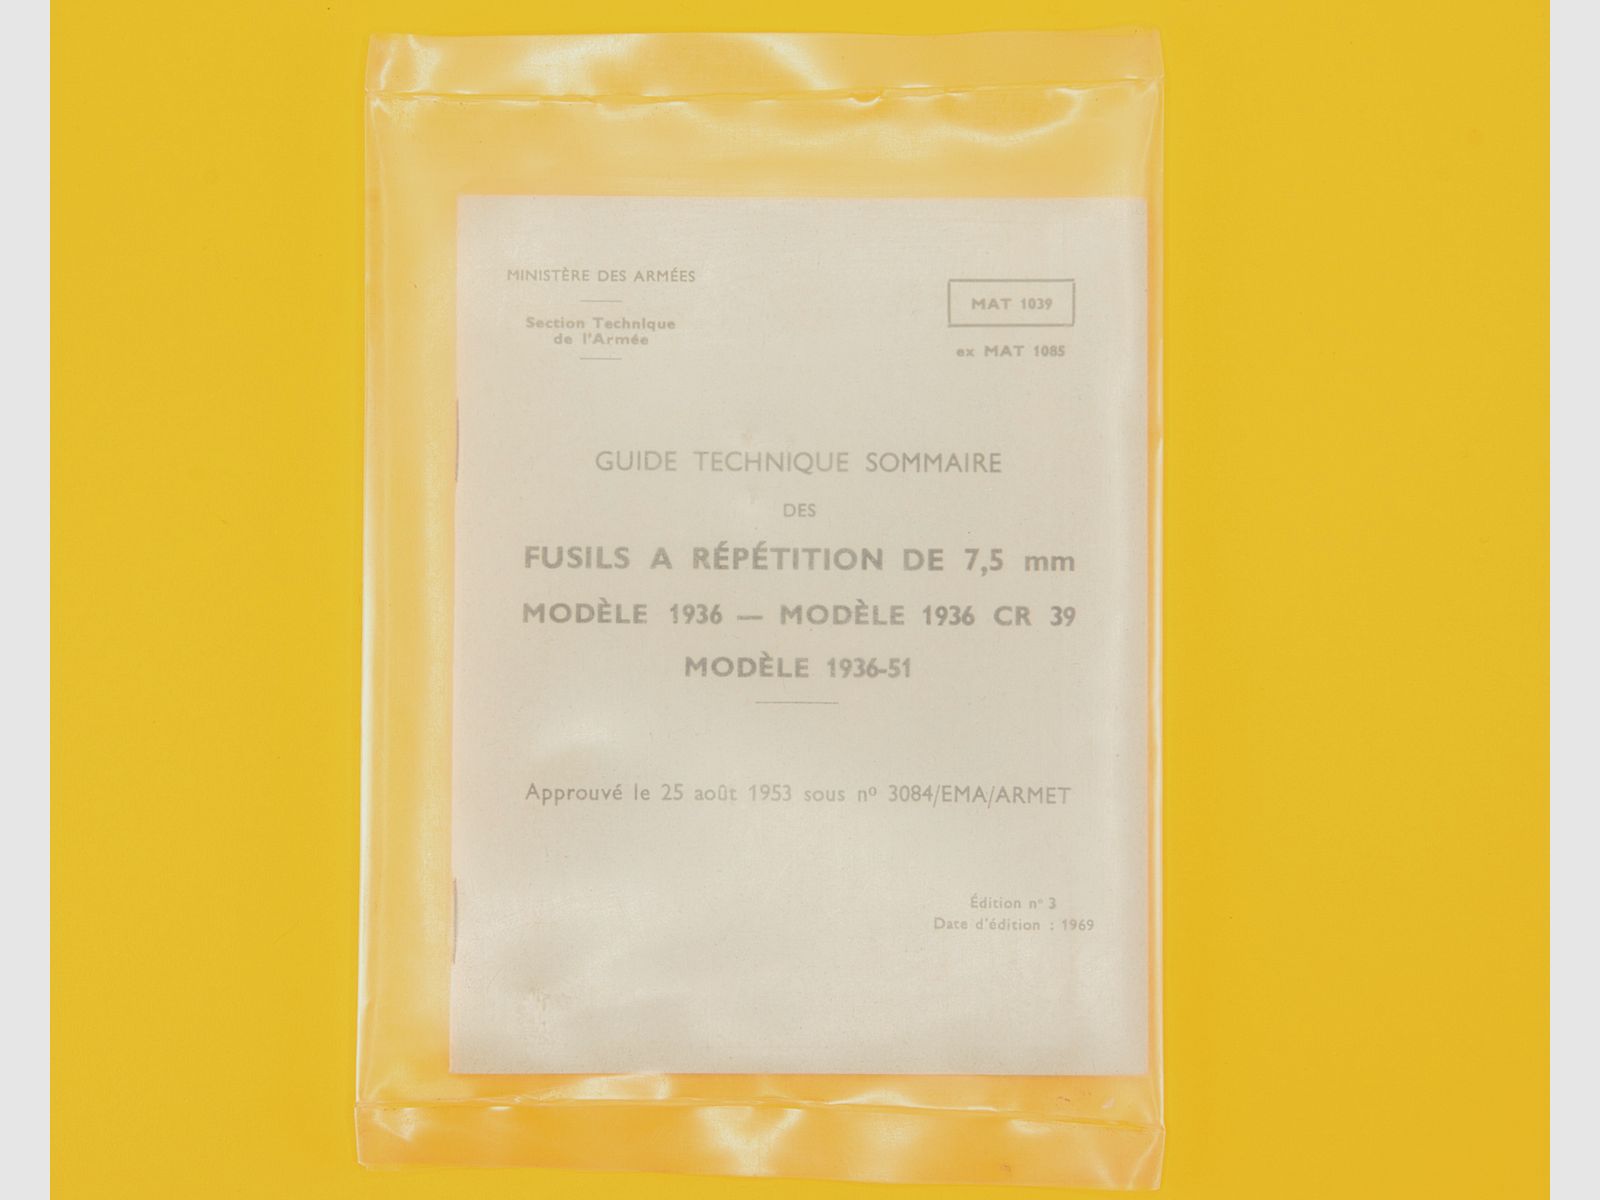 MINISTÈRE DES ARMÉES
Section Technique
de l'Armée
MAT 1039
ex MAT 1085
GUIDE TECHNIQUE SOMMAIRE
DES
FUSILS A RÉPÉTITION DE 7,5 mm
MODÈLE 1936 — MODÈLE 1936 CR 39
MODÈLE 1936-51
Approuvé le 25 août 1953 sous nº 3084/EMA/ARMET
Édition nº 3
Date d'édition : 1969